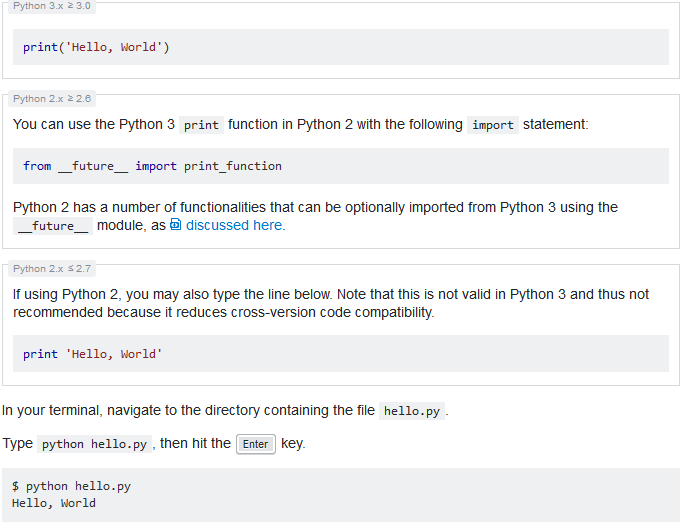 Python 3.x ≥ 3.0
print('Hello, World')
Python 2.x ≥ 2.6
You can use the Python 3 print function in Python 2 with the following import statement:
from __future__ import print_function
Python 2 has a number of functionalities that can be optionally imported from Python 3 using the
__future__ module, as discussed here.
Python 2.x ≤ 2.7
If using Python 2, you may also type the line below. Note that this is not valid in Python 3 and thus not
recommended because it reduces cross-version code compatibility.
print 'Hello, World'
In your terminal, navigate to the directory containing the file hello.py .
Type python hello.py , then hit the Enter key.
$ python hello.py
Hello, World